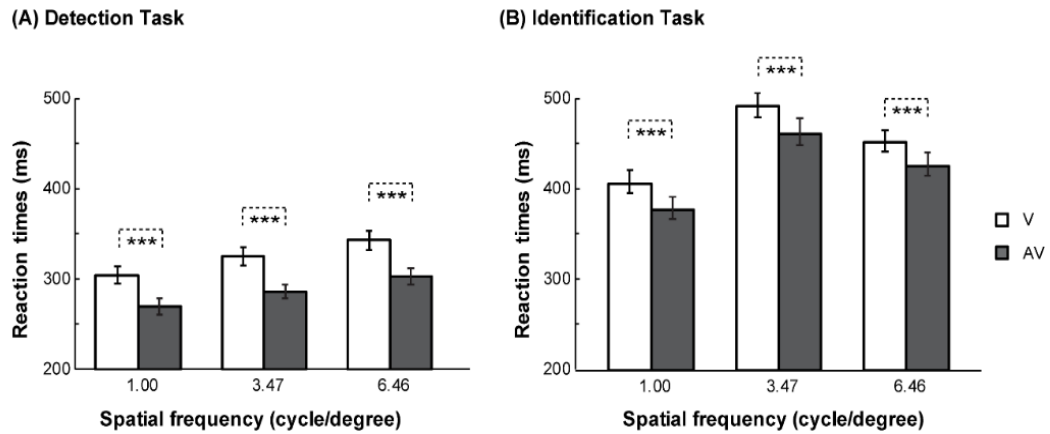 (A) Detection Task
500
400
300
200
Reaction times (ms)
***
***
***
1.00 3.47 6.46
Spatial frequency (cycle/degree)
(B) Identification Task
500
400
300
200
Reaction times (ms)
***
***
***
1.00 3.47 6.46
Spatial frequency (cycle/degree)
V
AV